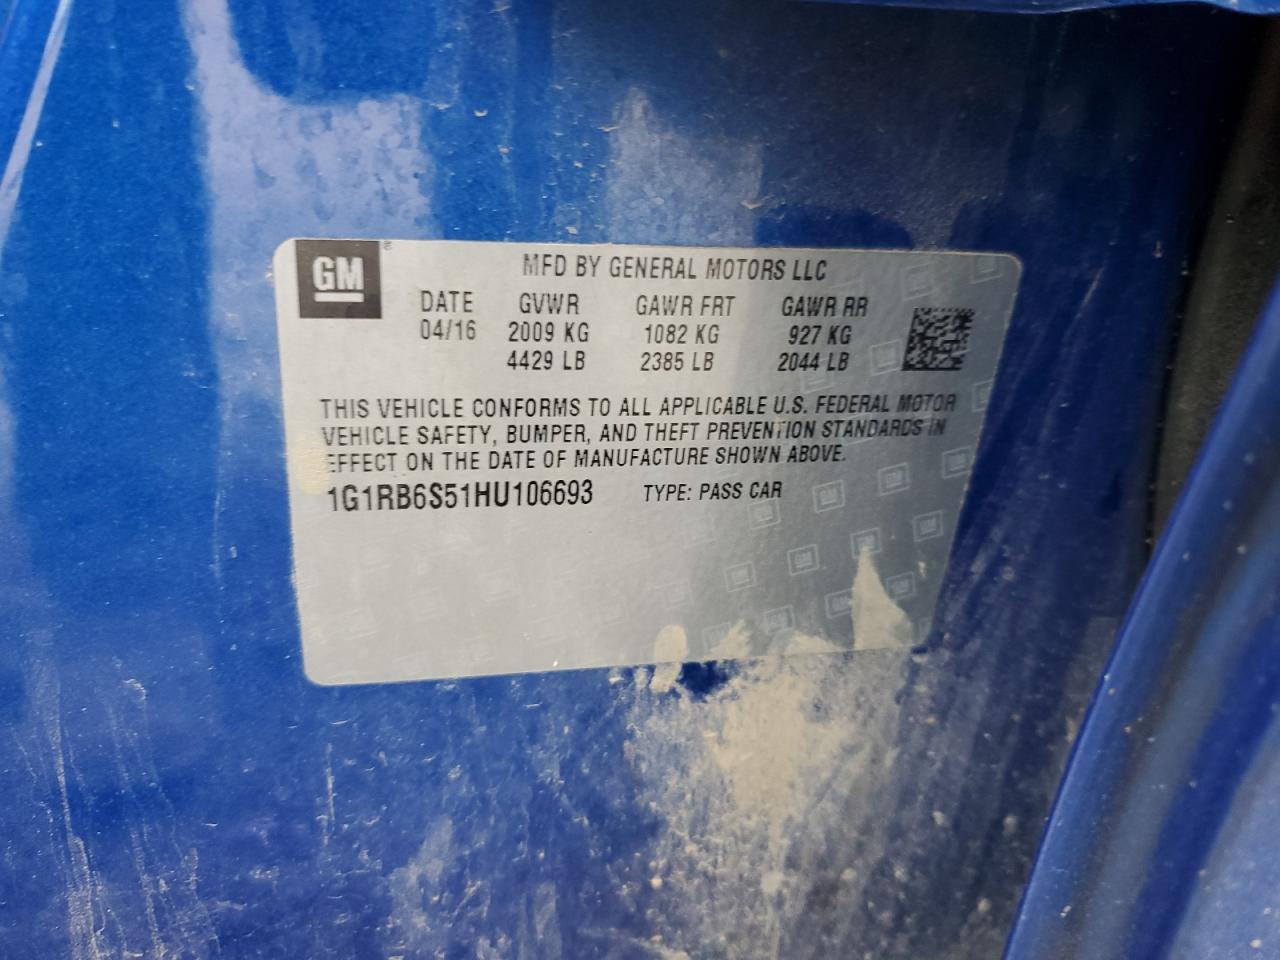 GM
MFD BY GENERAL MOTORS LLC
DATE GVWR GAWR FRT GAWR RR
04/16 2009 KG 1082 KG 927 KG
4429 LB 2385 LB 2044 LB
THIS VEHICLE CONFORMS TO ALL APPLICABLE U.S. FEDERAL MOTOR
VEHICLE SAFETY, BUMPER, AND THEFT PREVENTION STANDARDS IN
EFFECT ON THE DATE OF MANUFACTURE SHOWN ABOVE.
1G1RB6S51HU106693 TYPE: PASS CAR